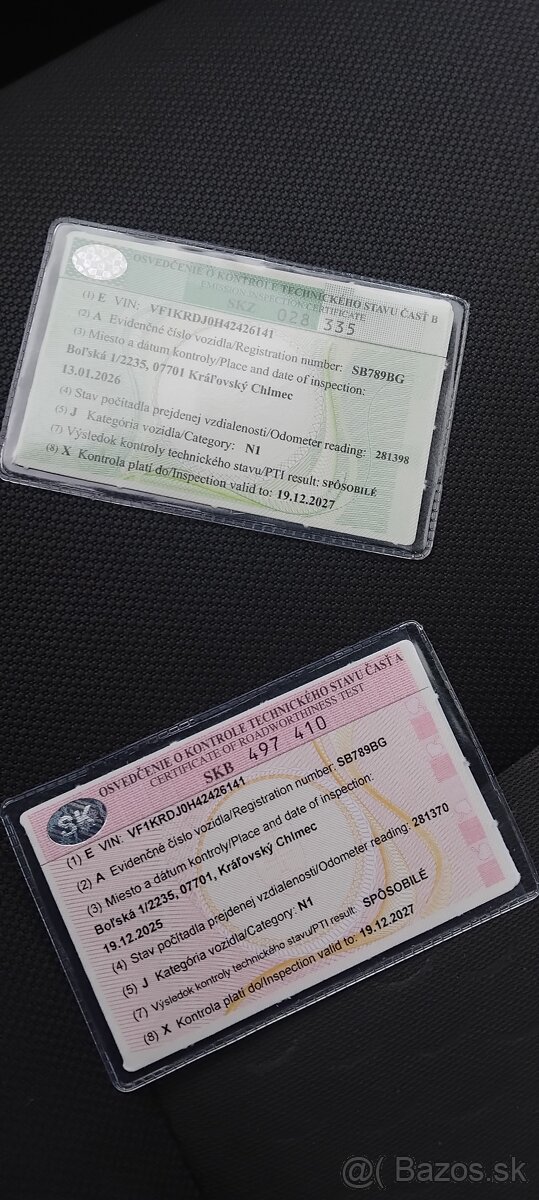 OSVEDČENIE O KONTROLE TECHNICKÉHO STAVU ČASŤ B
EMISSION INSPECTION CERTIFICATE
SKZ 028 335
(1) E VIN: VF1KRDJ0H42426141
(2) A Evidenčné číslo vozidla/Registration number: SB789BG
(3) Miesto a dátum kontroly/Place and date of inspection:
Boľská 1/2235, 07701 Kráľovský Chlmec
13.01.2026
(4) Stav počítadla prejdenej vzdialenosti/Odometer reading: 281398
(5) J Kategória vozidla/Category: N1
(7) Výsledok kontroly technického stavu/PTI result: SPÔSOBILÉ
(8) X Kontrola platí do/Inspection valid to: 19.12.2027
OSVEDČENIE O KONTROLE TECHNICKÉHO STAVU ČASŤ A
CERTIFICATE OF ROADWORTHINESS TEST
SKB 497 410
SK
(1) E VIN: VF1KRDJ0H42426141
(2) A Evidenčné číslo vozidla/Registration number: SB789BG
(3) Miesto a dátum kontroly/Place and date of inspection:
Boľská 1/2235, 07701, Kráľovský Chlmec
19.12.2025
(4) Stav počítadla prejdenej vzdialenosti/Odometer reading: 281370
(5) J Kategória vozidla/Category: N1
(7) Výsledok kontroly technického stavu/PTI result: SPÔSOBILÉ
(8) X Kontrola platí do/Inspection valid to: 19.12.2027
@( Bazos.sk